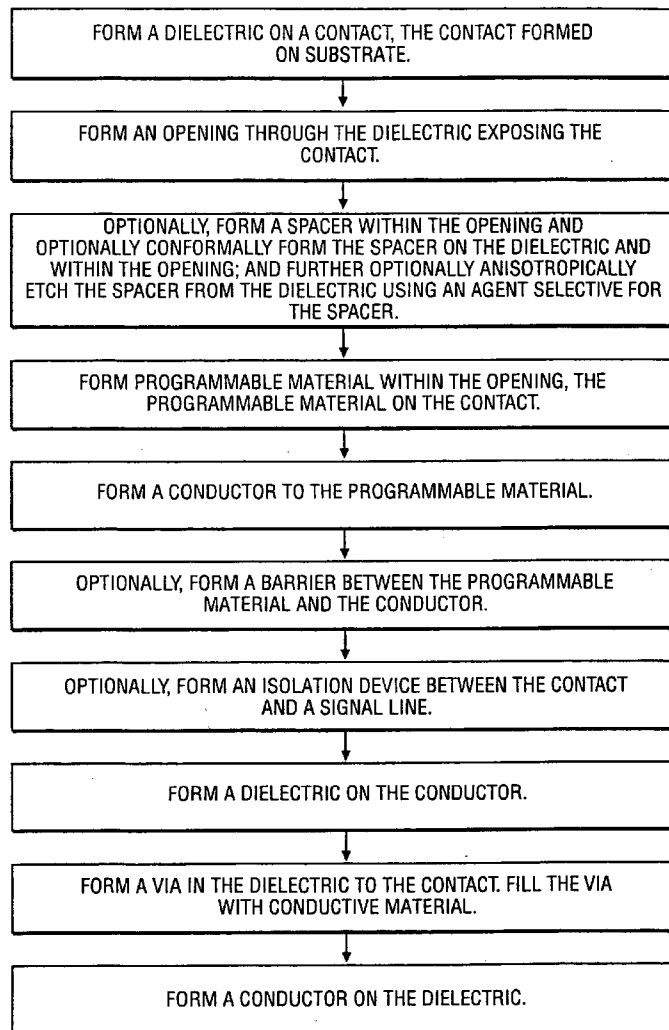 FORM A DIELECTRIC ON A CONTACT, THE CONTACT FORMED
ON SUBSTRATE.
FORM AN OPENING THROUGH THE DIELECTRIC EXPOSING THE
CONTACT.
OPTIONALLY, FORM A SPACER WITHIN THE OPENING AND
OPTIONALLY CONFORMALLY FORM THE SPACER ON THE DIELECTRIC AND
WITHIN THE OPENING; AND FURTHER OPTIONALLY ANISOTROPICALLY
ETCH THE SPACER FROM THE DIELECTRIC USING AN AGENT SELECTIVE FOR
THE SPACER.
FORM PROGRAMMABLE MATERIAL WITHIN THE OPENING, THE
PROGRAMMABLE MATERIAL ON THE CONTACT.
FORM A CONDUCTOR TO THE PROGRAMMABLE MATERIAL.
OPTIONALLY, FORM A BARRIER BETWEEN THE PROGRAMMABLE
MATERIAL AND THE CONDUCTOR.
OPTIONALLY, FORM AN ISOLATION DEVICE BETWEEN THE CONTACT
AND A SIGNAL LINE.
FORM A DIELECTRIC ON THE CONDUCTOR.
FORM A VIA IN THE DIELECTRIC TO THE CONTACT. FILL THE VIA
WITH CONDUCTIVE MATERIAL.
FORM A CONDUCTOR ON THE DIELECTRIC.